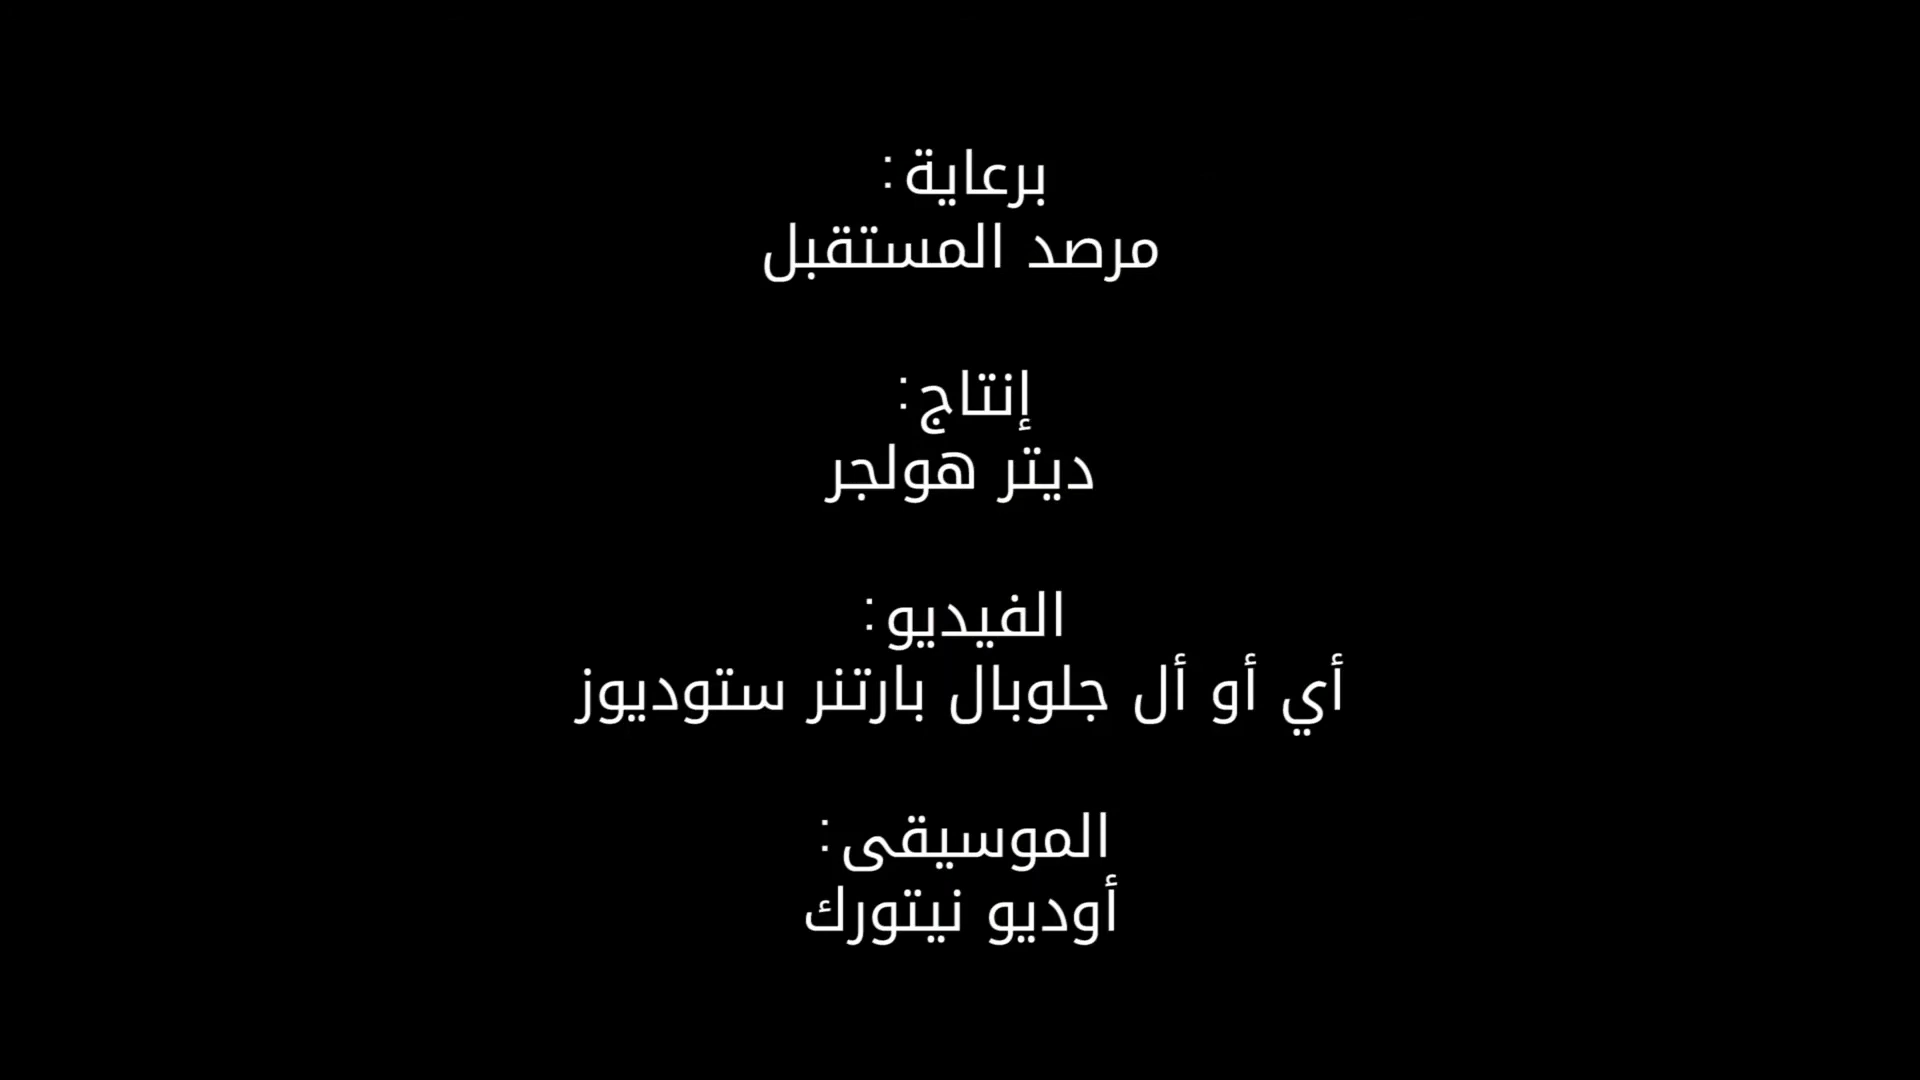 برعاية:
مرصد المستقبل
إنتاج:
ديتر هولجر
الفيديو:
أي أو أل جلوبال بارتنر ستوديوز
الموسيقى:
أوديو نيتورك